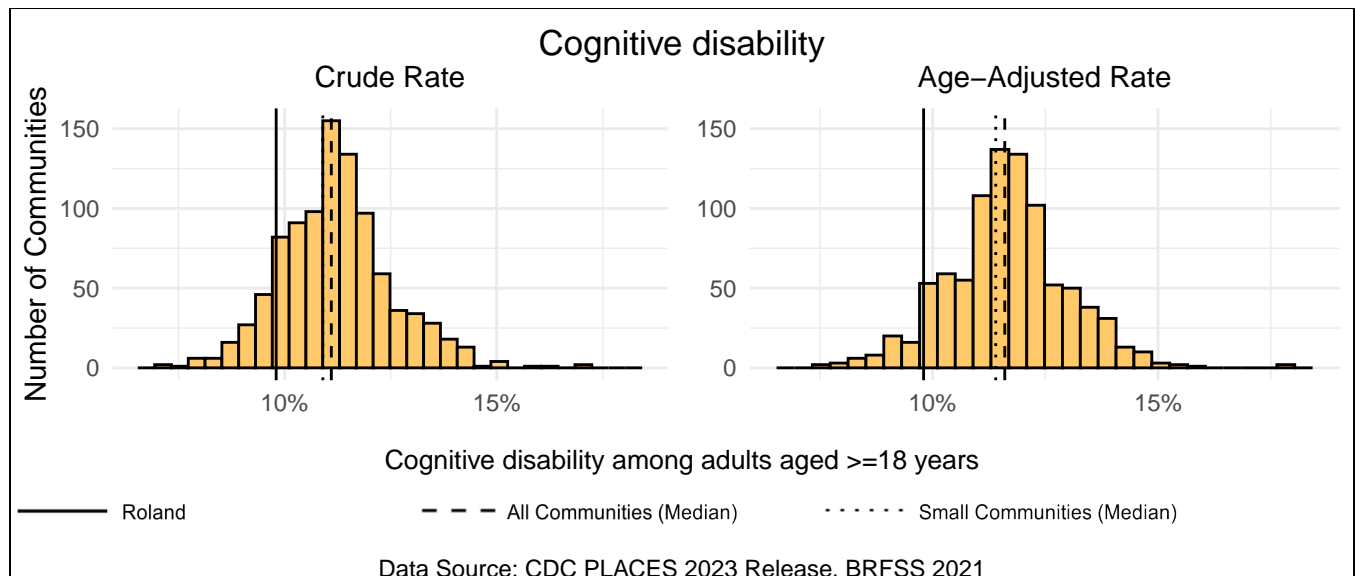 Cognitive disability
Crude Rate
Age−Adjusted Rate
Number of Communities
150
100
50
0
10%
15%
150
100
50
0
10%
15%
Cognitive disability among adults aged >=18 years
Roland
All Communities (Median)
Small Communities (Median)
Data Source: CDC PLACES 2023 Release, BRFSS 2021